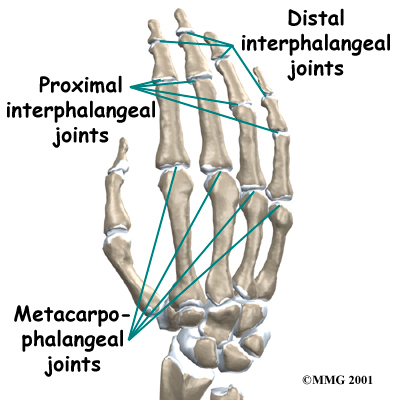 Distal
interphalangeal
joints
Proximal
interphalangeal
joints
Metacarpo-
phalangeal
joints
©MMG 2001